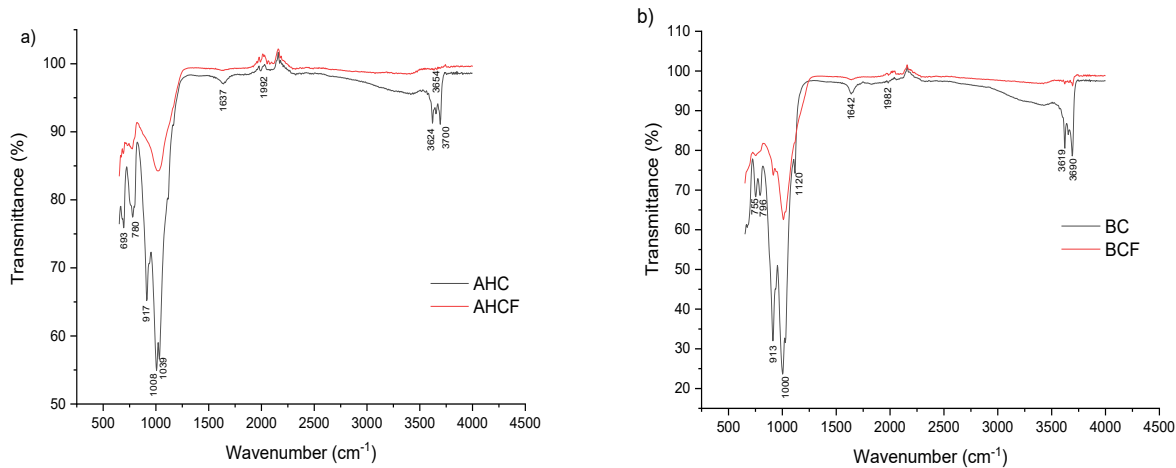 a)
Transmittance (%)
100
90
80
70
60
50
693
780
917
1008
1039
1637
1992
3624
3654
3700
AHC
AHCF
500 1000 1500 2000 2500 3000 3500 4000 4500
Wavenumber (cm⁻¹)
b)
Transmittance (%)
110
100
90
80
70
60
50
40
30
20
755
796
913
1000
1120
1642
1982
3619
3690
BC
BCF
500 1000 1500 2000 2500 3000 3500 4000 4500
Wavenumber (cm⁻¹)